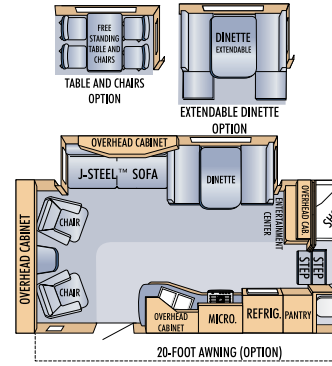 FREE
STANDING
TABLE AND
CHAIRS
TABLE AND CHAIRS
OPTION
DINETTE
EXTENDABLE
EXTENDABLE DINETTE
OPTION
OVERHEAD CABINET
J-STEEL™ SOFA
DINETTE
OVERHEAD CABINET
CHAIR
CHAIR
ENTERTAINMENT
CENTER
OVERHEAD CAB.
STEP
STEP
OVERHEAD
CABINET
MICRO.
REFRIG.
PANTRY
20-FOOT AWNING (OPTION)